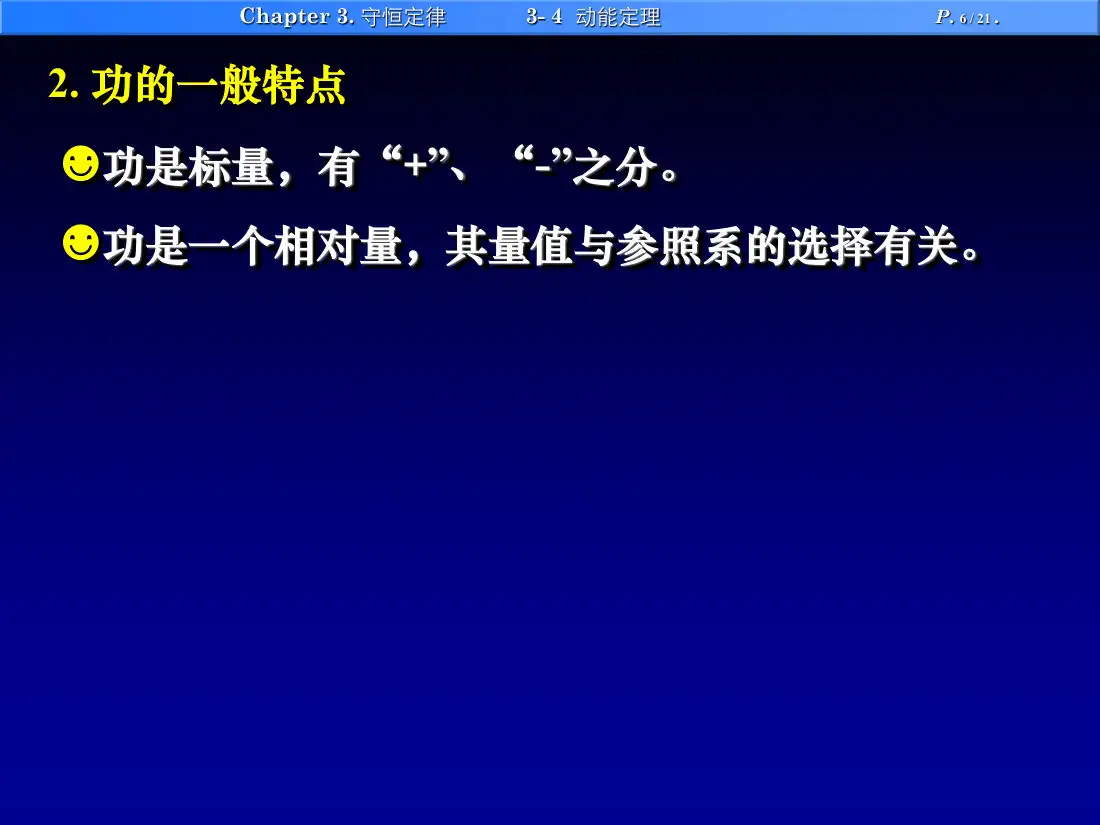 Chapter 3. 守恒定律 3- 4 动能定理 P. 6 / 21 .
2. 功的一般特点
功是标量，有“+”、“-”之分。
功是一个相对量，其量值与参照系的选择有关。